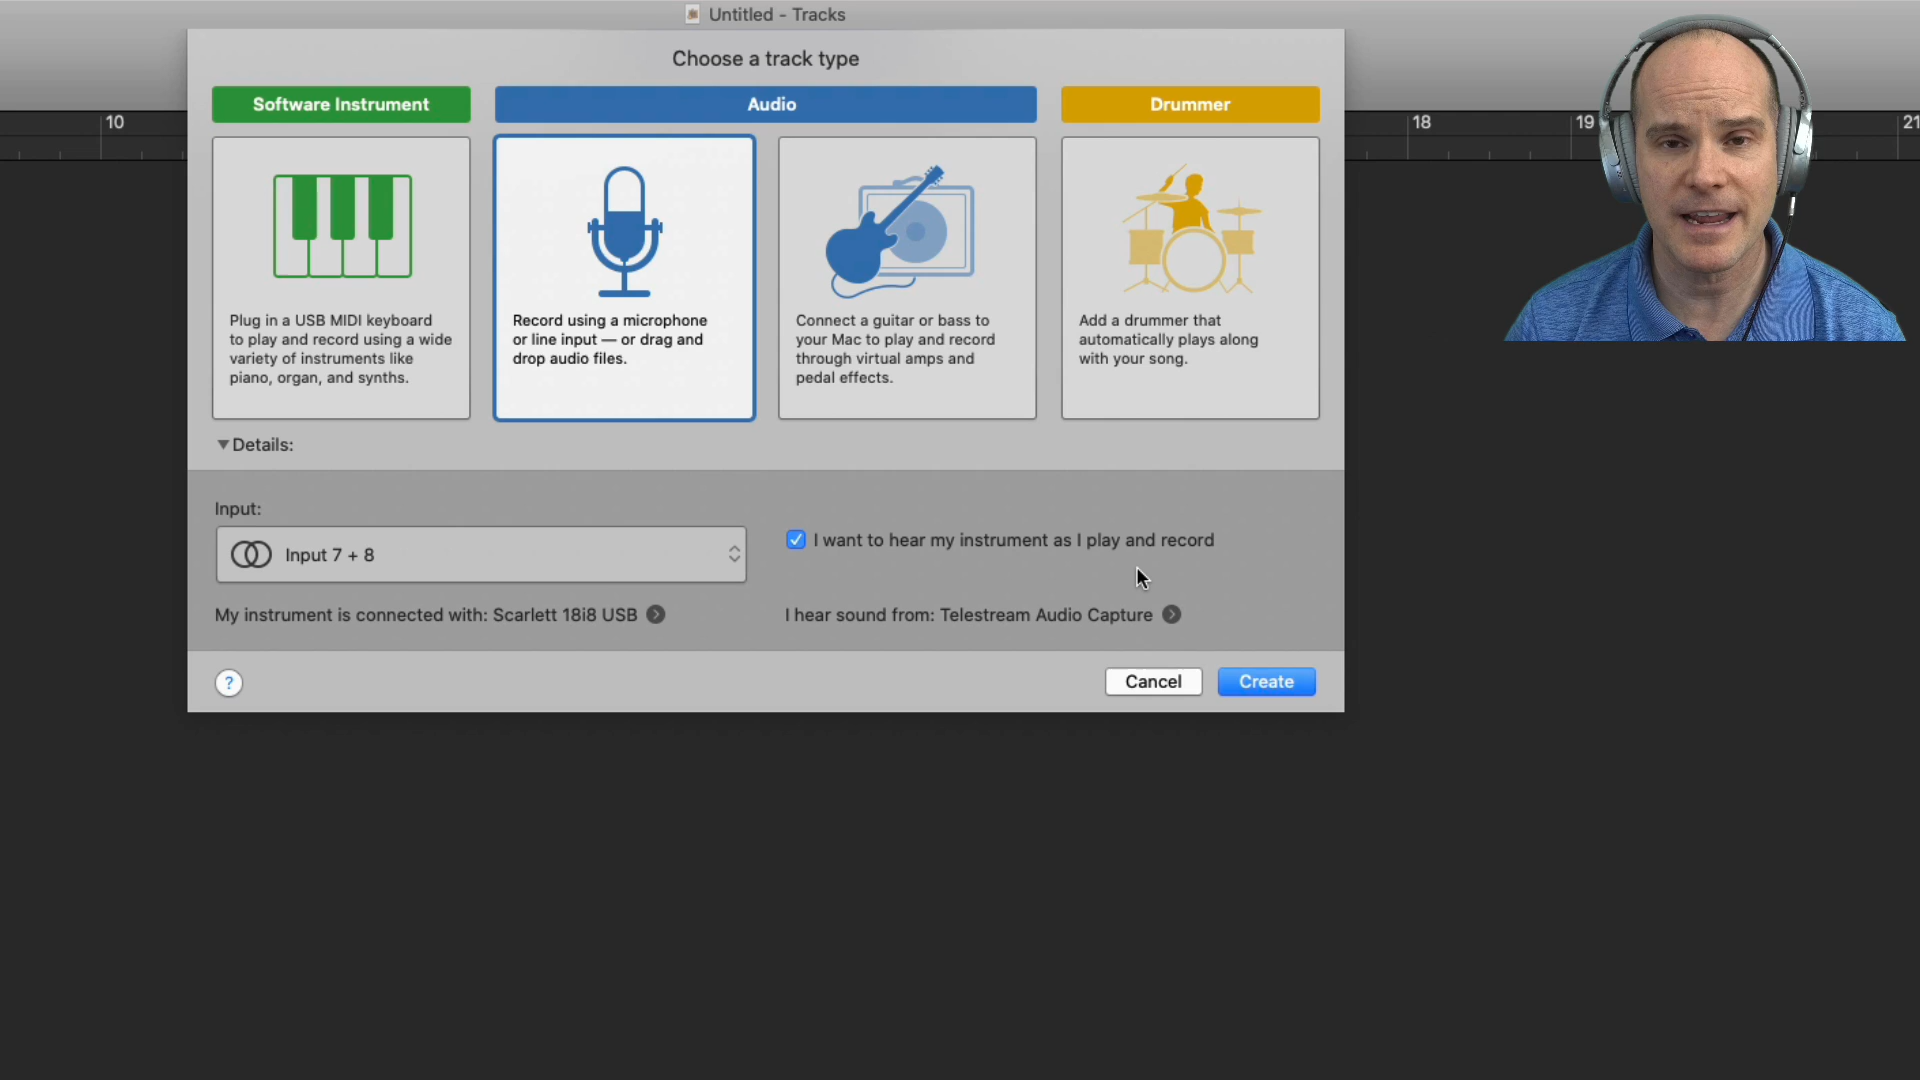 Untitled - Tracks
Choose a track type
Software Instrument
Audio
Drummer
10
18
19
21
Plug in a USB MIDI keyboard
to play and record using a wide
variety of instruments like
piano, organ, and synths.
Record using a microphone
or line input — or drag and
drop audio files.
Connect a guitar or bass to
your Mac to play and record
through virtual amps and
pedal effects.
Add a drummer that
automatically plays along
with your song.
Details:
Input:
Input 7 + 8
I want to hear my instrument as I play and record
My instrument is connected with: Scarlett 18i8 USB
I hear sound from: Telestream Audio Capture
?
Cancel
Create